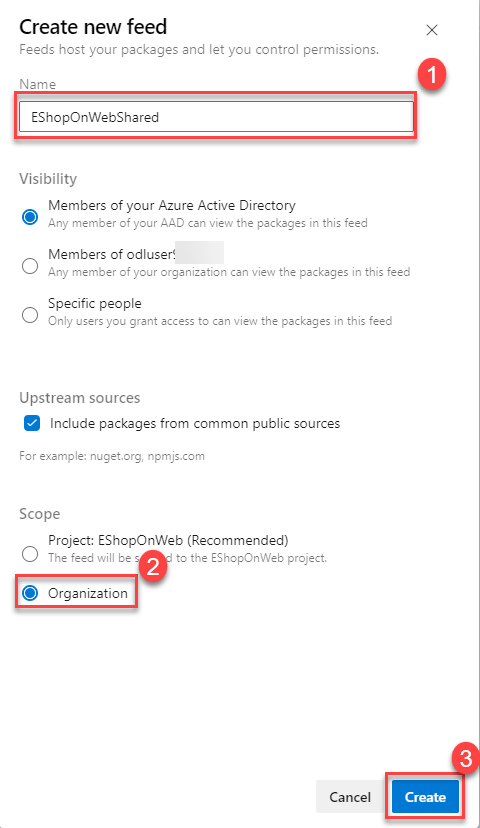 Create new feed
Feeds host your packages and let you control permissions.
1
Name
EShopOnWebShared
Visibility
Members of your Azure Active Directory
Any member of your AAD can view the packages in this feed
Members of
Any member of your organization can view the packages in this feed
Specific people
Only users you grant access to can view the packages in this feed
Upstream sources
Include packages from common public sources
For example: nuget.org, npmjs.com
Scope
Project: EShopOnWeb (Recommended)
The feed will be to the EShopOnWeb project.
2
Organization
3
Cancel
Create